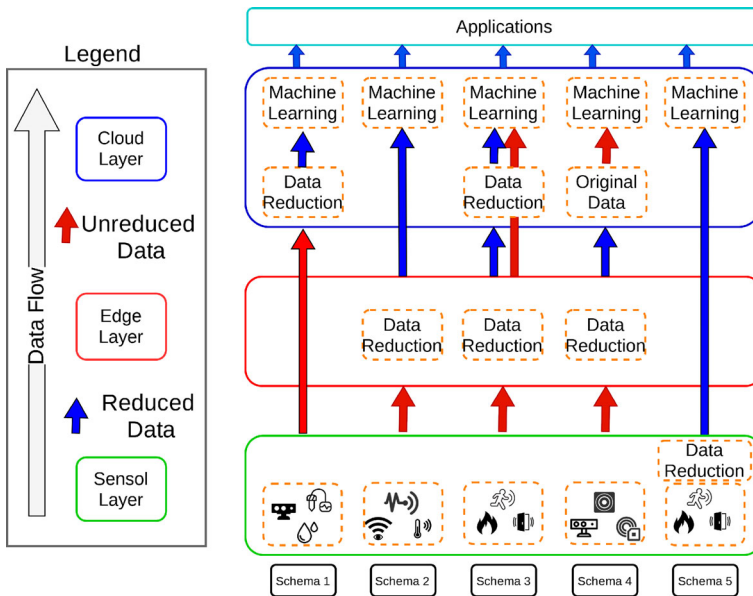 Applications
Legend
Machine
Learning
Machine
Learning
Machine
Learning
Machine
Learning
Machine
Learning
Cloud
Layer
Data
Reduction
Data
Reduction
Original
Data
Unreduced
Data
Data Flow
Edge
Layer
Data
Reduction
Data
Reduction
Data
Reduction
Reduced
Data
Sensol
Layer
Data
Reduction
Schema 1
Schema 2
Schema 3
Schema 4
Schema 5